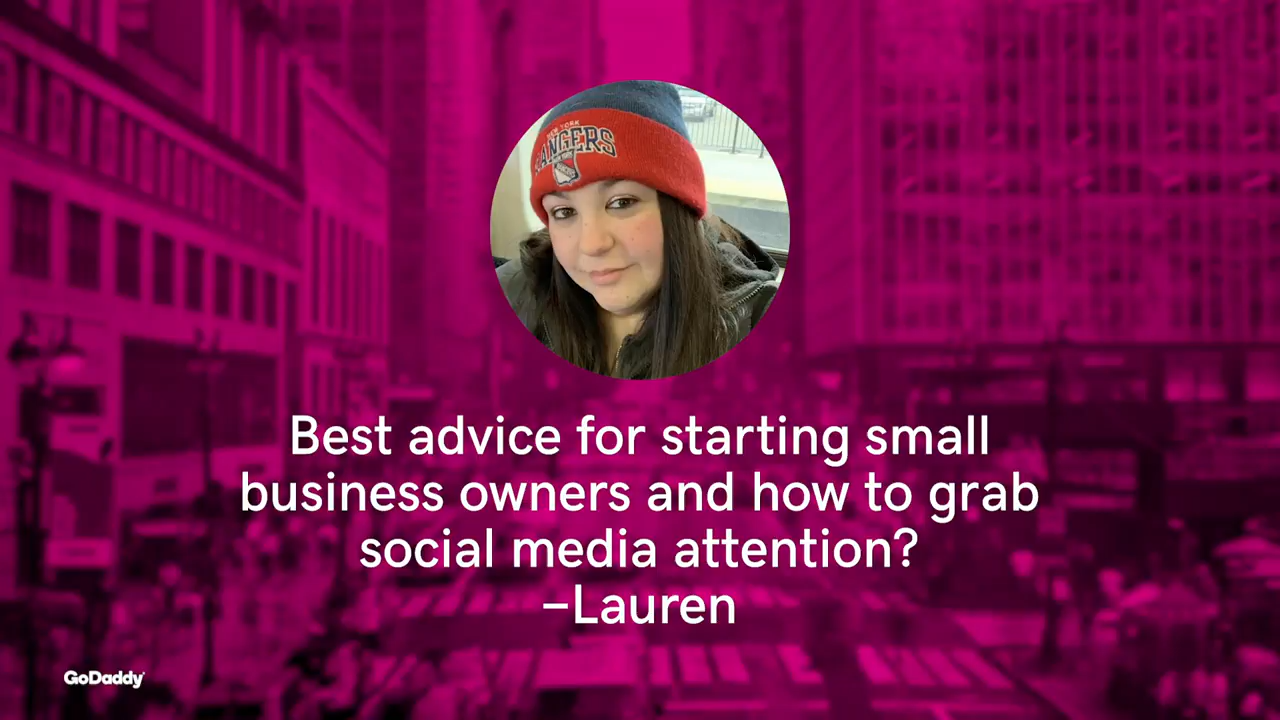 NEW YORK
RANGERS
Best advice for starting small
business owners and how to grab
social media attention?
–Lauren
GoDaddy